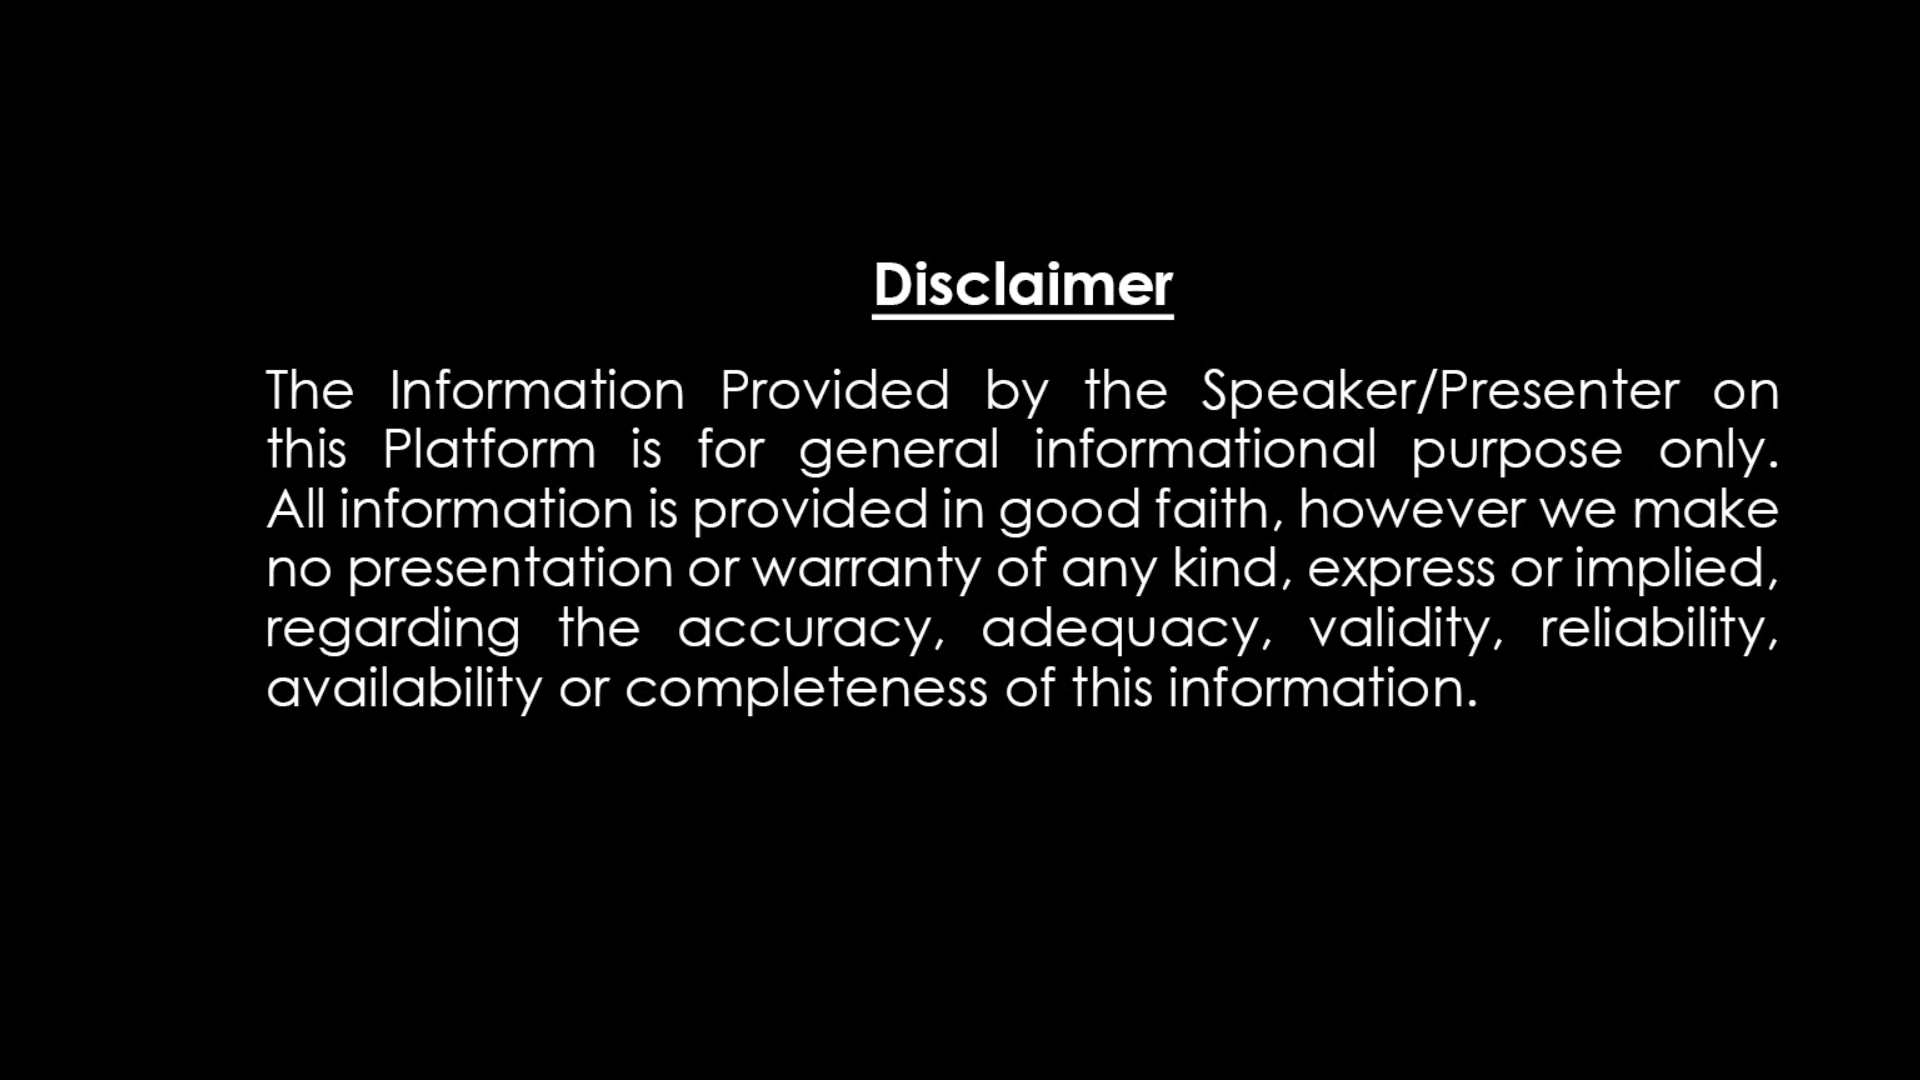 Disclaimer
The Information Provided by the Speaker/Presenter on
this Platform is for general informational purpose only.
All information is provided in good faith, however we make
no presentation or warranty of any kind, express or implied,
regarding the accuracy, adequacy, validity, reliability,
availability or completeness of this information.